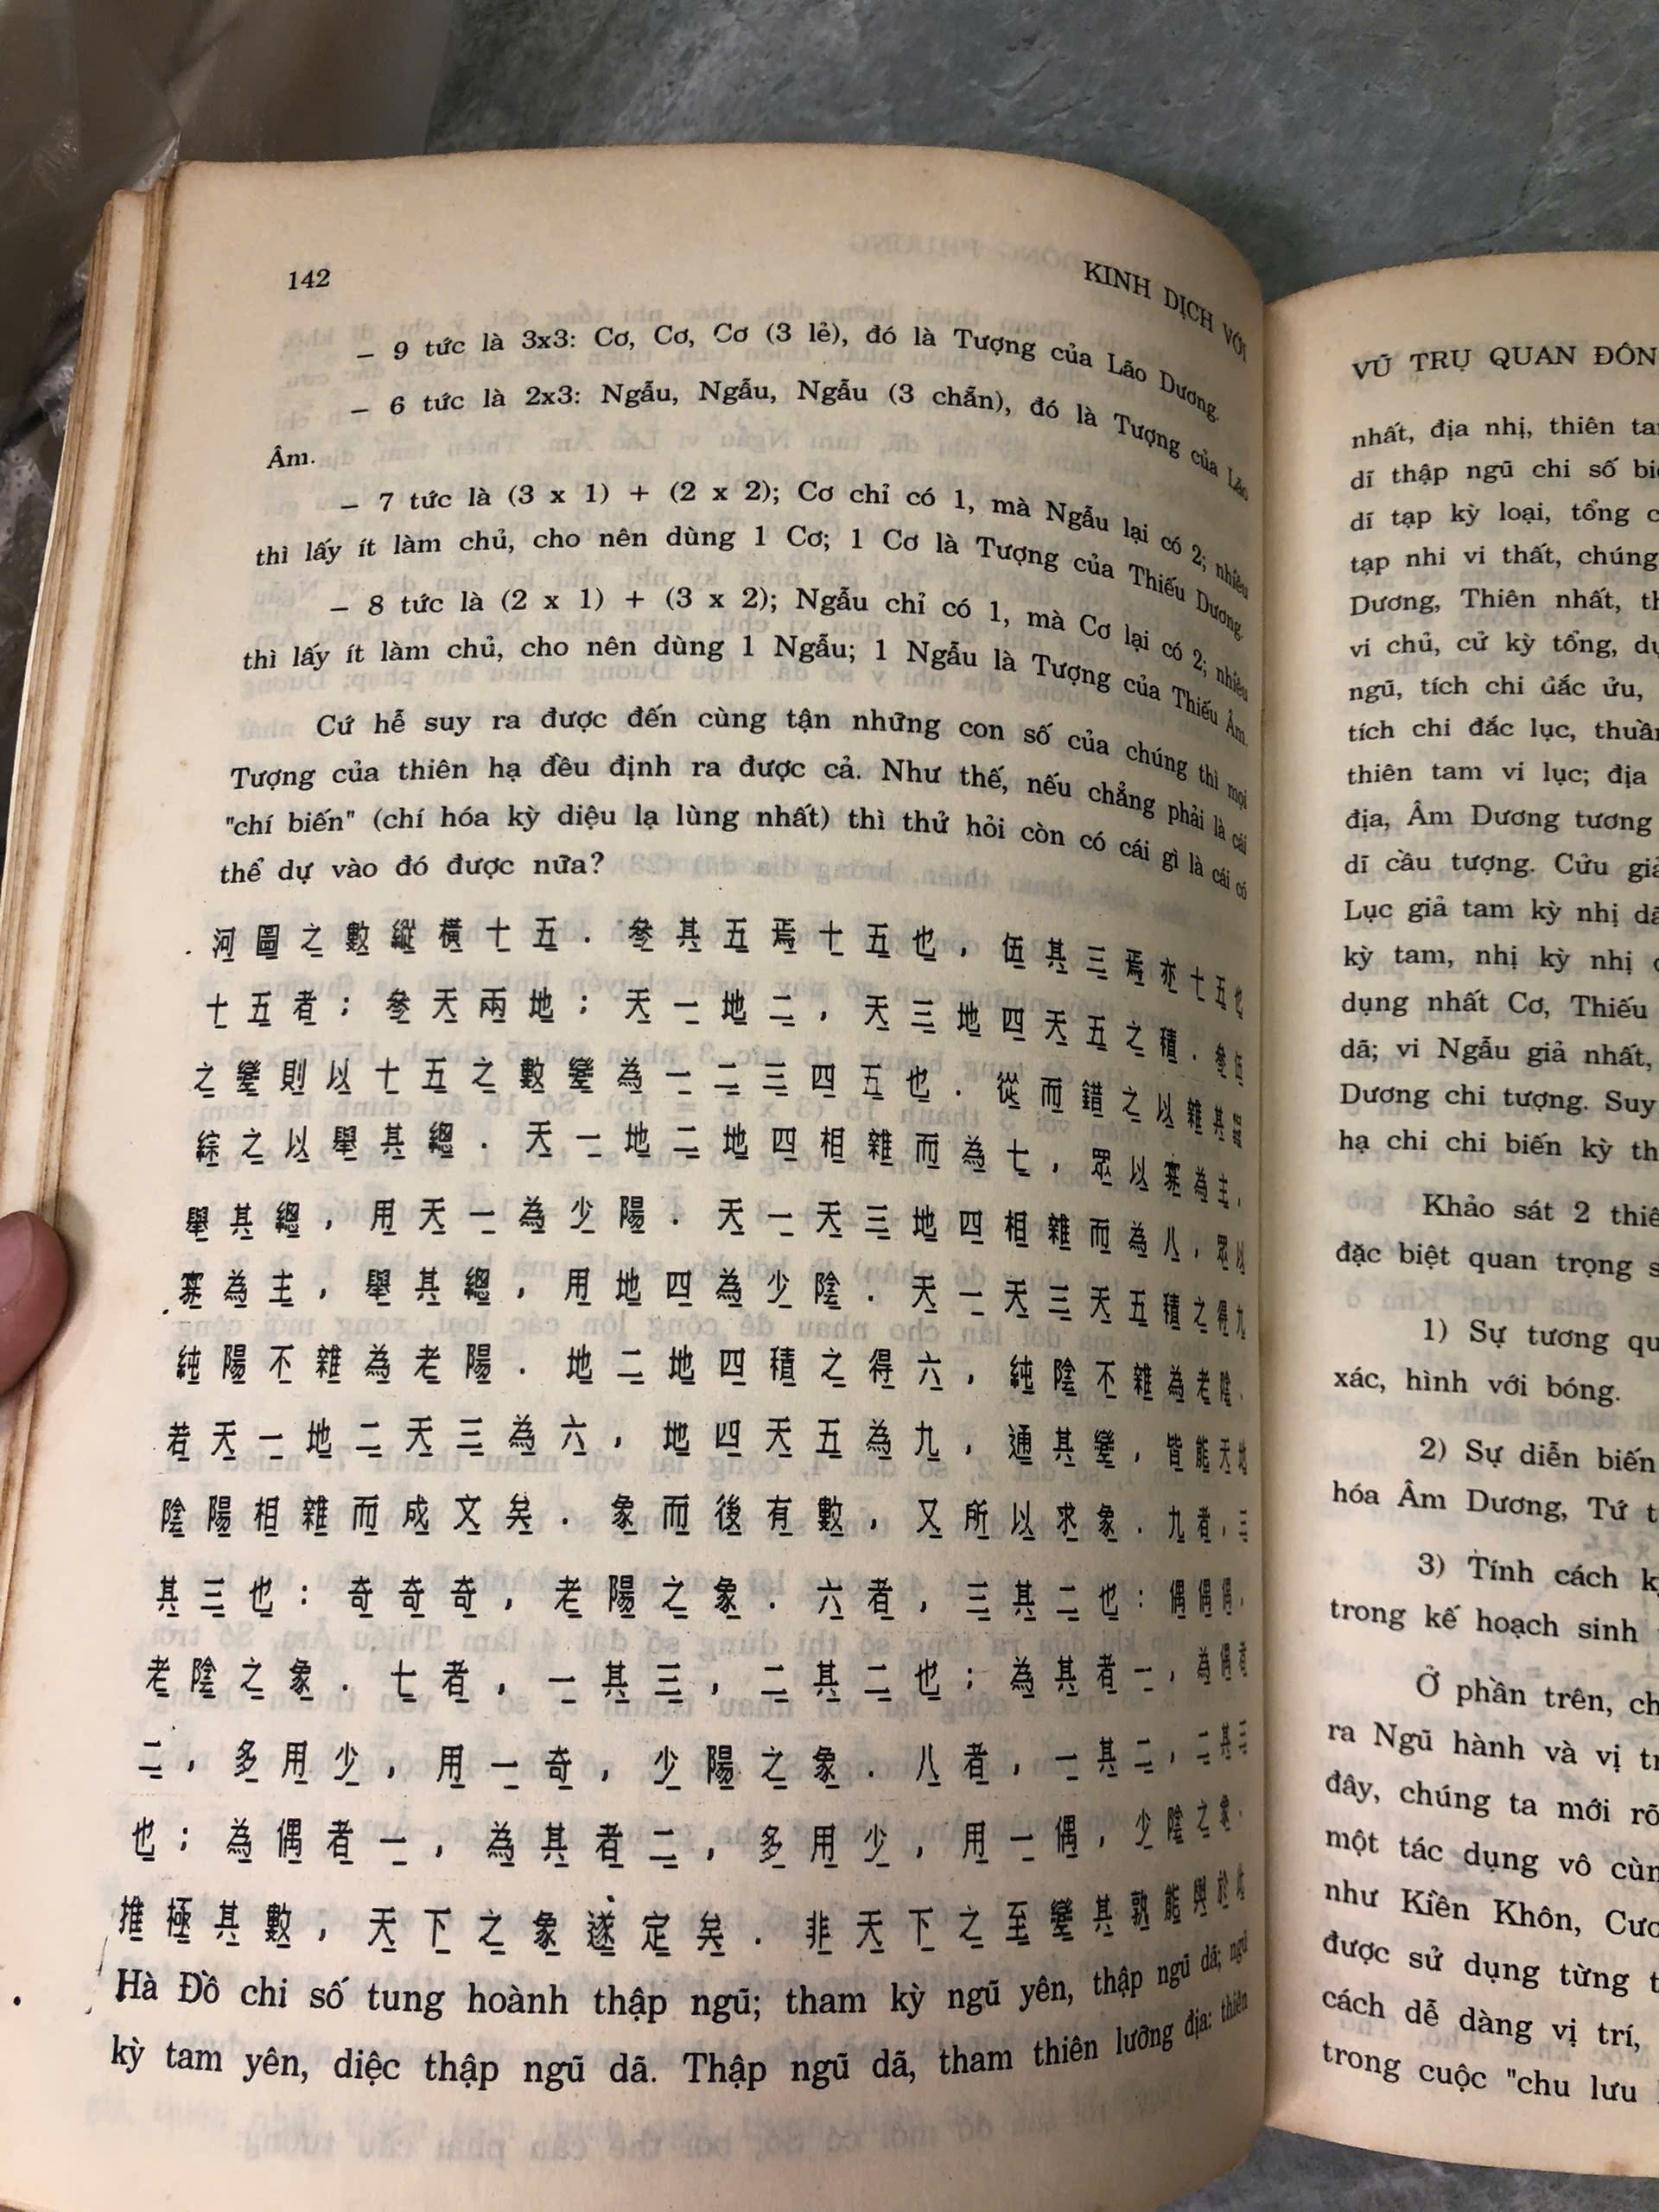 142
KINH DỊCH VỚI
– 9 tức là 3x3: Cơ, Cơ, Cơ (3 lẻ), đó là Tượng của Lão Dương.
– 6 tức là 2x3: Ngẫu, Ngẫu, Ngẫu (3 chẵn), đó là Tượng của Lão
Âm.
– 7 tức là (3 x 1) + (2 x 2); Cơ chỉ có 1, mà Ngẫu lại có 2; nhiều
thì lấy ít làm chủ, cho nên dùng 1 Cơ; 1 Cơ là Tượng của Thiếu Dương.
– 8 tức là (2 x 1) + (3 x 2); Ngẫu chỉ có 1, mà Cơ lại có 2; nhiều
thì lấy ít làm chủ, cho nên dùng 1 Ngẫu; 1 Ngẫu là Tượng của Thiếu Âm.
Cứ hễ suy ra được đến cùng tận những con số của chúng thì mọi
Tượng của thiên hạ đều định ra được cả. Như thế, nếu chẳng phải là cái
"chí biến" (chí hóa kỳ diệu lạ lùng nhất) thì thử hỏi còn có cái gì là cái có
thể dự vào đó được nữa?
河圖之數縱橫十五．參其五焉十五也，伍其三焉亦十五也
十五者；參天兩地；天一地二，天三地四天五之積．參伍
之變則以十五之數變為一二三四五也．從而錯之以雜其類
綜之以舉其總．天一地二地四相雜而為七，眾以寡為主，
舉其總，用天一為少陽．天一天三地四相雜而為八，眾以
寡為主，舉其總，用地四為少陰．天一天三天五積之得九
純陽不雜為老陽．地二地四積之得六，純陰不雜為老陰．
若天一地二天三為六，地四天五為九，通其變，皆能天地
陰陽相雜而成文矣．象而後有數，又所以求象．九者，三
其三也：奇奇奇，老陽之象．六者，三其二也：偶偶偶，
老陰之象．七者，一其三，二其二也；為其者一，為偶者
二，多用少，用一奇，少陽之象．八者，一其二，二其三
也；為偶者一，為其者二，多用少，用一偶，少陰之象．
推極其數，天下之象遂定矣．非天下之至變其孰能與於此
Hà Đồ chi số tung hoành thập ngũ; tham kỳ ngũ yên, thập ngũ dã; ngũ
kỳ tam yên, diệc thập ngũ dã. Thập ngũ dã, tham thiên lưỡng địa: thiên
VŨ TRỤ QUAN
nhất, địa nhị, thiên
dĩ thập ngũ chi số
dĩ tạp kỳ loại, tổng
tạp nhi vi thất, chúng
Dương, Thiên nhất,
vi chủ, cử kỳ tổng,
ngũ, tích chi đắc ửu,
tích chi đắc lục,
thiên tam vi lục; địa
địa, Âm Dương tương
dĩ cầu tượng. Cửu
Lục giả tam kỳ nhị
kỳ tam, nhị kỳ nhị
dụng nhất Cơ, Thiếu
dã; vi Ngẫu giả nhất,
Dương chi tượng. Suy
hạ chi chi biến kỳ
Khảo sát 2
đặc biệt quan trọng
1) Sự tương
xác, hình với bóng.
2) Sự diễn biến
hóa Âm Dương, Tứ
3) Tính cách
trong kế hoạch sinh
Ở phần trên,
ra Ngũ hành và vị
đây, chúng ta mới
một tác dụng vô
như Kiền Khôn,
được sử dụng từng
cách dễ dàng vị trí,
trong cuộc "chu lưu